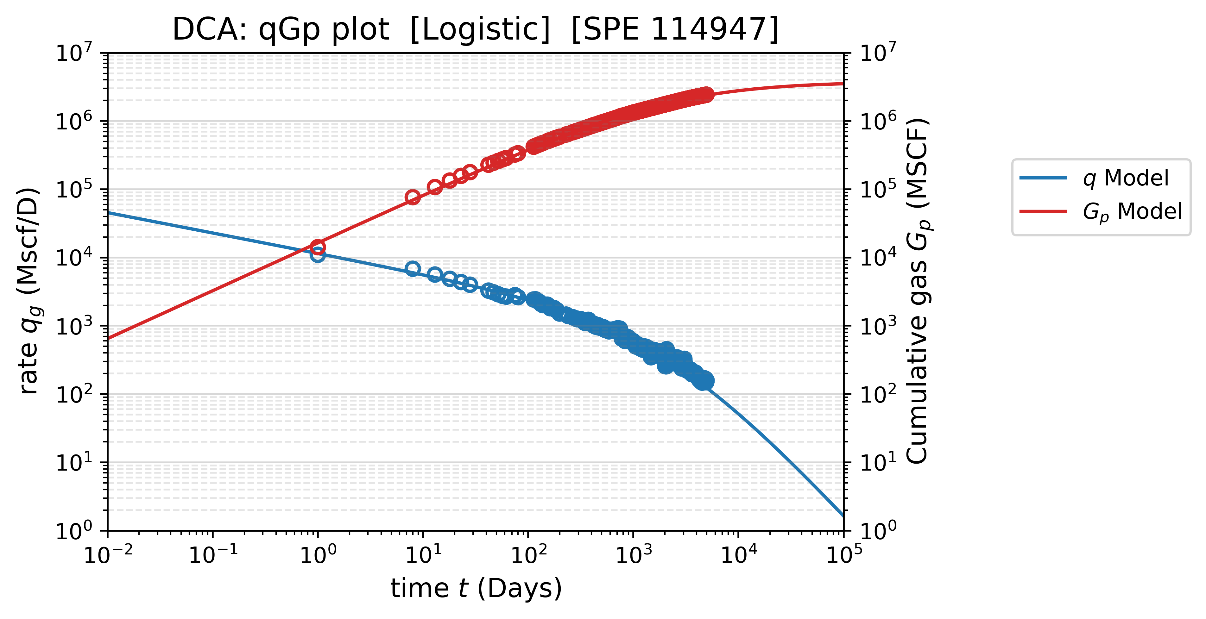 DCA: qGp plot [Logistic] [SPE 114947]
10⁷
10⁶
10⁵
10⁴
10³
10²
10¹
10⁰
rate q_g (Mscf/D)
10⁷
10⁶
10⁵
10⁴
10³
10²
10¹
10⁰
Cumulative gas G_p (MSCF)
10⁻² 10⁻¹ 10⁰ 10¹ 10² 10³ 10⁴ 10⁵
time t (Days)
q Model
G_p Model